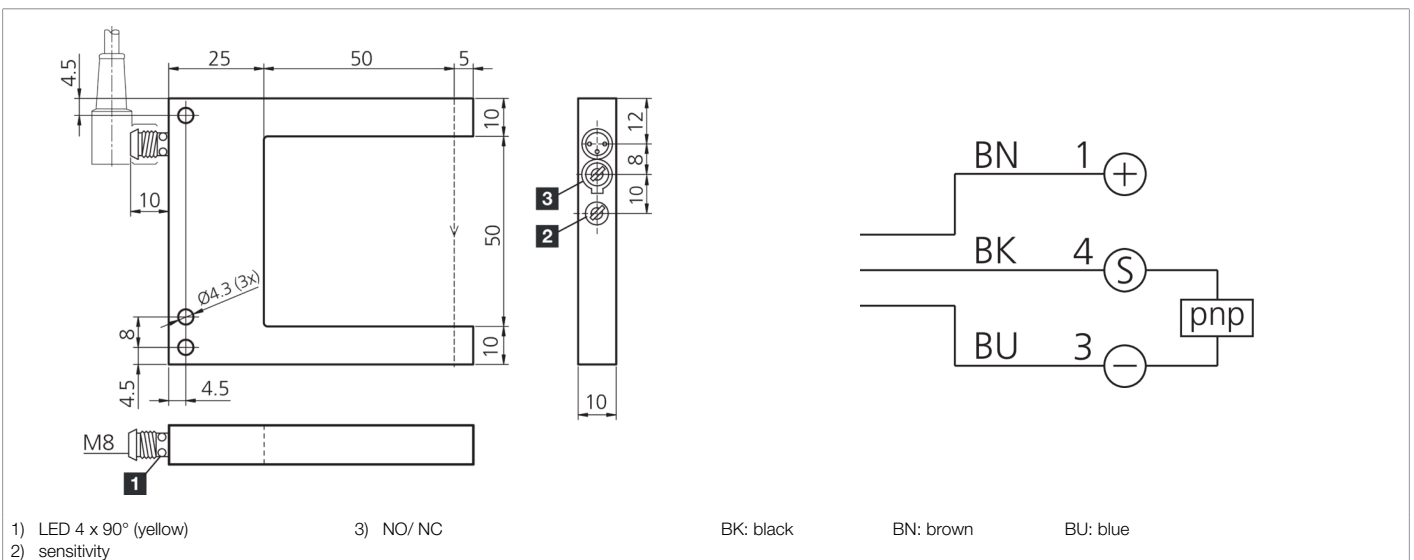 4.5
25
50
5
10
10
50
10
Ø4.3 (3x)
8
4.5
4.5
M8
1
12
8
10
3
2
10
BN
1
+
BK
4
S
pnp
BU
3
−
1) LED 4 x 90° (yellow)
3) NO/ NC
BK: black
BN: brown
BU: blue
2) sensitivity